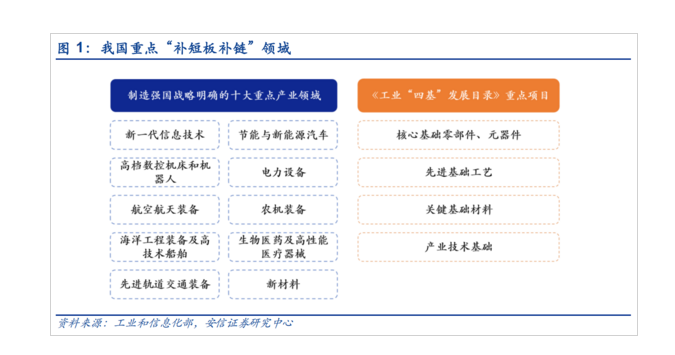 图 1：我国重点“补短板补链”领域
制造强国战略明确的十大重点产业领域
《工业“四基”发展目录》重点项目
新一代信息技术
节能与新能源汽车
核心基础零部件、元器件
高档数控机床和机
器人
电力设备
先进基础工艺
航空航天装备
农机装备
关键基础材料
海洋工程装备及高
技术船舶
生物医药及高性能
医疗器械
产业技术基础
先进轨道交通装备
新材料
资料来源：工业和信息化部，安信证券研究中心